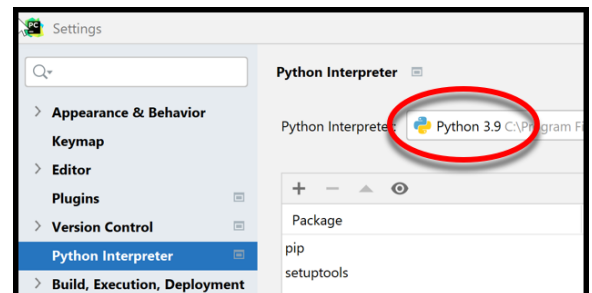 Settings
Python Interpreter
Appearance & Behavior
Python Interpreter: Python 3.9 C:\Program Fi
Keymap
Editor
Plugins
Package
Version Control
pip
Python Interpreter
setuptools
Build, Execution, Deployment